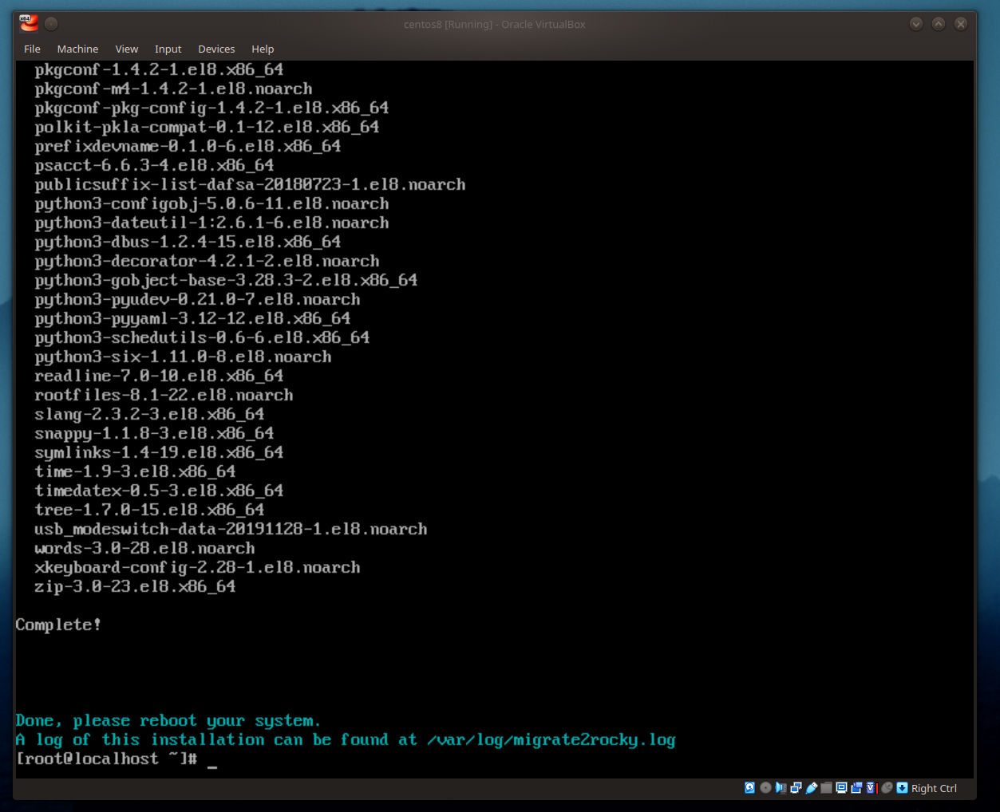 centos8 [Running] - Oracle VirtualBox
File Machine View Input Devices Help
pkgconf-1.4.2-1.el8.x86_64
pkgconf-m4-1.4.2-1.el8.noarch
pkgconf-pkg-config-1.4.2-1.el8.x86_64
polkit-pkla-compat-0.1-12.el8.x86_64
prefixdevname-0.1.0-6.el8.x86_64
psacct-6.6.3-4.el8.x86_64
publicsuffix-list-dafsa-20180723-1.el8.noarch
python3-configobj-5.0.6-11.el8.noarch
python3-dateutil-1:2.6.1-6.el8.noarch
python3-dbus-1.2.4-15.el8.x86_64
python3-decorator-4.2.1-2.el8.noarch
python3-gobject-base-3.28.3-2.el8.x86_64
python3-pyudev-0.21.0-7.el8.noarch
python3-pyyaml-3.12-12.el8.x86_64
python3-schedutils-0.6-6.el8.x86_64
python3-six-1.11.0-8.el8.noarch
readline-7.0-10.el8.x86_64
rootfiles-8.1-22.el8.noarch
slang-2.3.2-3.el8.x86_64
snappy-1.1.8-3.el8.x86_64
symlinks-1.4-19.el8.x86_64
time-1.9-3.el8.x86_64
timedatex-0.5-3.el8.x86_64
tree-1.7.0-15.el8.x86_64
usb_modeswitch-data-20191128-1.el8.noarch
words-3.0-28.el8.noarch
xkeyboard-config-2.28-1.el8.noarch
zip-3.0-23.el8.x86_64
Complete!
Done, please reboot your system.
A log of this installation can be found at /var/log/migrate2rocky.log
[root@localhost ~]# _
Right Ctrl